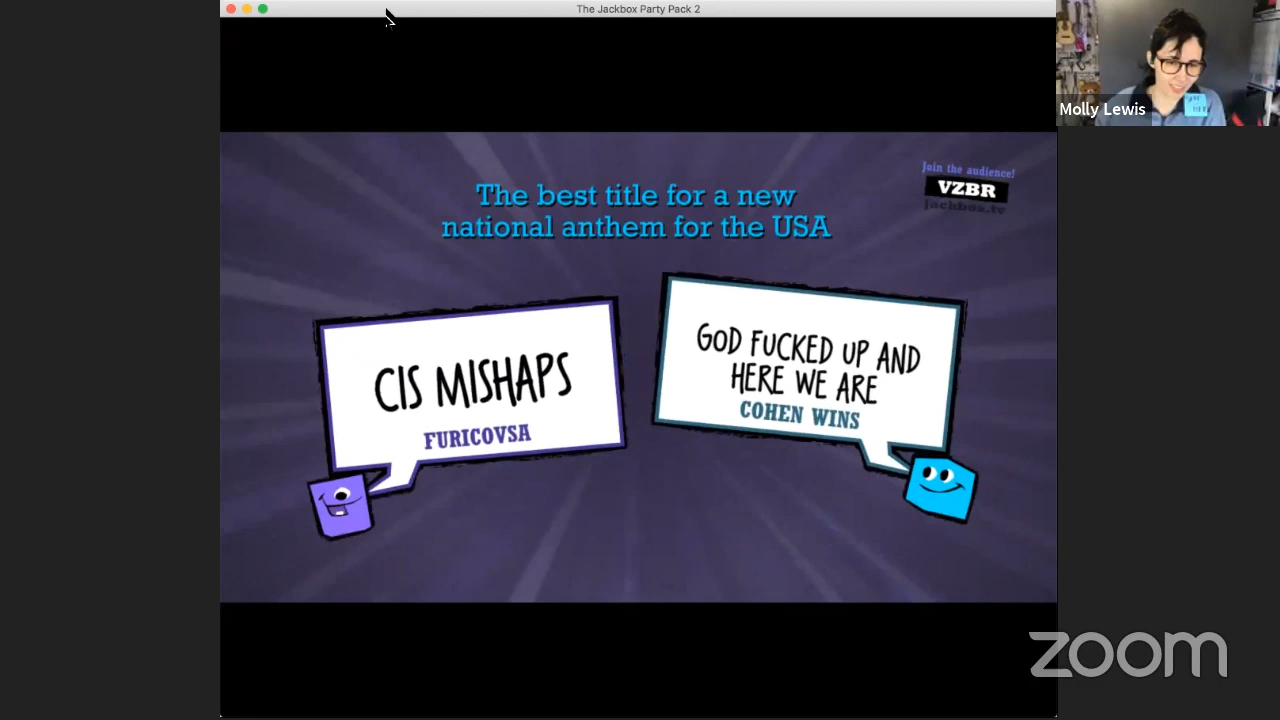 The Jackbox Party Pack 2
Molly Lewis
Join the audience!
VZBR
jackbox.tv
The best title for a new
national anthem for the USA
CIS MISHAPS
FURICOVSA
GOD FUCKED UP AND
HERE WE ARE
COHEN WINS
zoom